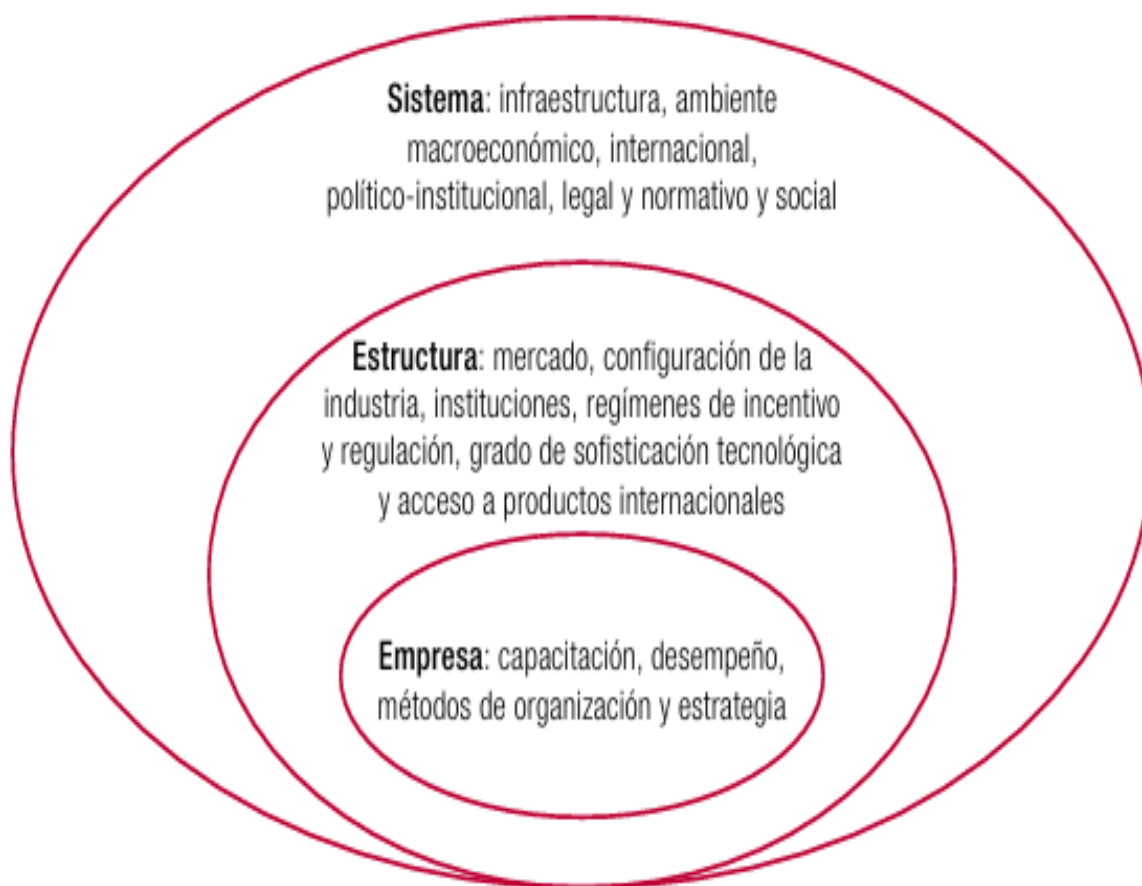 Sistema: infraestructura, ambiente
macroeconómico, internacional,
político-institucional, legal y normativo y social
Estructura: mercado, configuración de la
industria, instituciones, regímenes de incentivo
y regulación, grado de sofisticación tecnológica
y acceso a productos internacionales
Empresa: capacitación, desempeño,
métodos de organización y estrategia